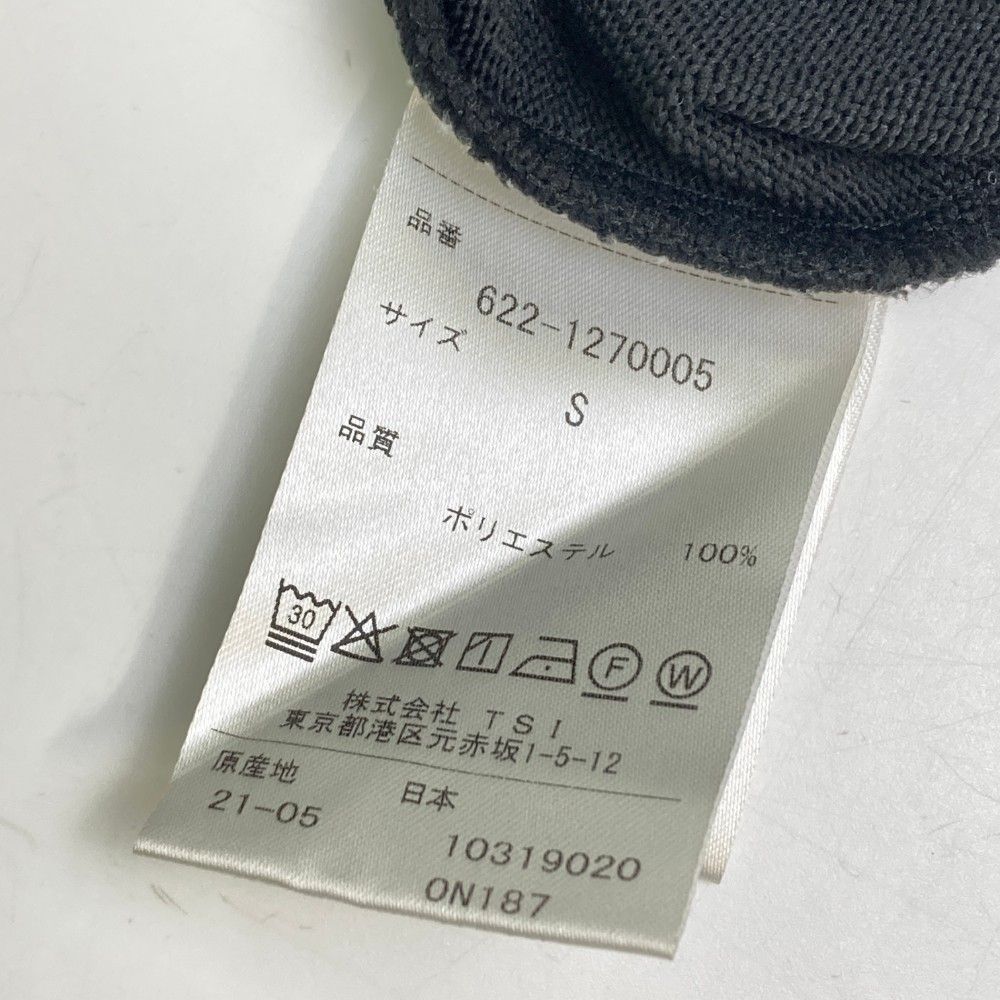 品番
622-1270005
サイズ
S
品質
ポリエステル 100%
30
F W
株式会社 TSI
東京都港区元赤坂1-5-12
原産地 日本
21-05 10319020
0N187